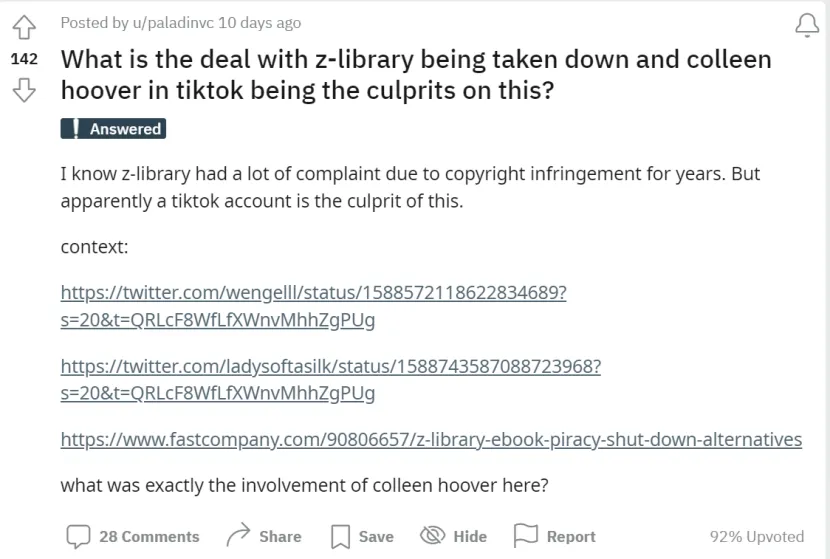 Posted by u/paladinvc 10 days ago
142
What is the deal with z-library being taken down and colleen
hoover in tiktok being the culprits on this?
! Answered
I know z-library had a lot of complaint due to copyright infringement for years. But
apparently a tiktok account is the culprit of this.
context:
https://twitter.com/wengelll/status/1588572118622834689?
s=20&t=QRLcF8WfLfXWnvMhhZgPUg
https://twitter.com/ladysoftasilk/status/1588743587088723968?
s=20&t=QRLcF8WfLfXWnvMhhZgPUg
https://www.fastcompany.com/90806657/z-library-ebook-piracy-shut-down-alternatives
what was exactly the involvement of colleen hoover here?
28 Comments Share Save Hide Report 92% Upvoted